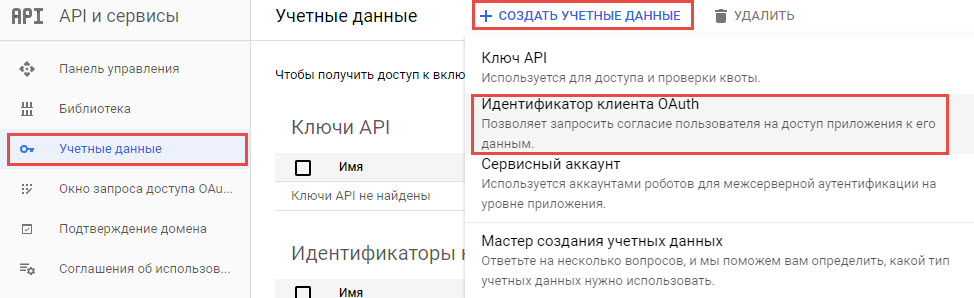 API API и сервисы
Панель управления
Библиотека
Учетные данные
Окно запроса доступа OAu...
Подтверждение домена
Соглашения об использов...
Учетные данные
Чтобы получить доступ к вклю
Ключи API
Имя
Ключи API не найдены
Идентификаторы к
Имя
+ СОЗДАТЬ УЧЕТНЫЕ ДАННЫЕ
УДАЛИТЬ
Ключ API
Используется для доступа и проверки квоты.
Идентификатор клиента OAuth
Позволяет запросить согласие пользователя на доступ приложения к его
данным.
Сервисный аккаунт
Используется аккаунтами роботов для межсерверной аутентификации на
уровне приложения.
Мастер создания учетных данных
Ответьте на несколько вопросов, и мы поможем вам определить, какой тип
учетных данных нужно использовать.